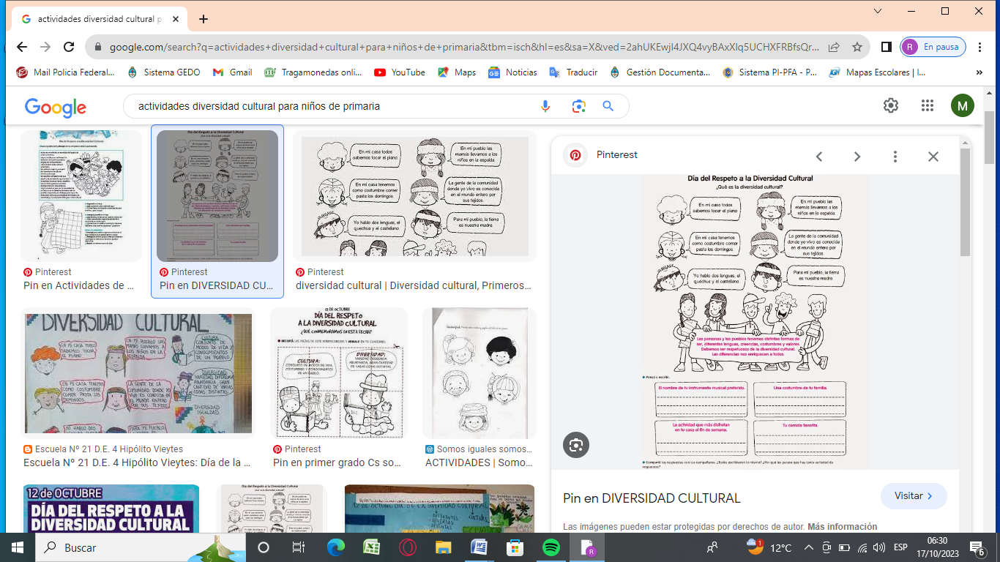 actividades diversidad cultural p
google.com/search?q=actividades+diversidad+cultural+para+niños+de+primaria&tbm=isch&hl=es&sa=X&ved=2ahUKEwjI4JXQ4vyBAxXlq5UCHXFRBfsQr...
R En pausa
Mail Policia Federal... Sistema GEDO Gmail Tragamonedas onli... YouTube Maps Noticias Traducir Gestión Documenta... Sistema PI-PFA - P... Mapas Escolares | I... »
Google actividades diversidad cultural para niños de primaria M
Pinterest
Pin en Actividades de ...
Pinterest
Pin en DIVERSIDAD CU...
En mi casa todos
sabemos tocar el piano.
En mi pueblo las
mamás llevamos a los
niños en la espalda.
En mi casa tenemos
como costumbre comer
pasta los domingos.
La gente de la comunidad
donde yo vivo es conocida
en el mundo entero por
sus tejidos.
Yo hablo dos lenguas, el
quechua y el castellano.
Para mi pueblo, la tierra
es nuestra madre.
Pinterest
diversidad cultural | Diversidad cultural, Primeros...
DIVERSIDAD CULTURAL
EN MI CASA TODOS
SABEMOS TOCAR
EL PIANO.
EN MI PUEBLO LAS
MAMÁS LLEVAMOS A
LOS NIÑOS EN LA
ESPALDA
CULTURA:
CONJUNTO DE
MODOS DE VIDA Y
CONOCIMIENTOS
DE UN PUEBLO
EN MI CASA TENEMOS
COMO COSTUMBRE
COMER PASTA LOS
DOMINGOS.
LA GENTE DE LA
COMUNIDAD DONDE YO
VIVO ES CONOCIDA EN
EL MUNDO ENTERO
POR SUS TEJIDOS.
DIVERSIDAD:
VARIEDAD, DIFERENCIA
ABUNDANCIA, GRAN
CANTIDAD DE VARIAS
COSAS DISTINTAS.
DIVERSIDAD
IGUALDAD.
YO HABLO DOS
PARA MI PUEBLO
Escuela Nº 21 D.E. 4 Hipólito Vieytes
Escuela Nº 21 D.E. 4 Hipólito Vieytes: Día de la ...
12 DE OCTUBRE
DÍA DEL RESPETO
A LA DIVERSIDAD CULTURAL
¿QUÉ CONMEMORAMOS EN ESTA FECHA?
RECORTÁ LAS PIEZAS DE ESTE ROMPECABEZAS Y ARMALO EN TU CUADERNO.
CULTURA:
CONJUNTO DE MODOS DE VIDA,
COSTUMBRES Y CONOCIMIENTOS
DE UN PUEBLO.
DIVERSIDAD:
VARIEDAD, DIFERENCIA,
ABUNDANCIA, GRAN CANTIDAD
DE VARIAS COSAS DISTINTAS.
Pinterest
Pin en primer grado Cs so...
Somos iguales somos...
ACTIVIDADES | Somo...
12 de OCTUBRE
DÍA DEL RESPETO A LA
DIVERSIDAD CULTURAL
Día del Respeto a la Diversidad Cultural
12 DE OCTUBRE DÍA DE LA DIVERSIDAD CULTURAL
Pinterest
Día del Respeto a la Diversidad Cultural
¿Qué es la diversidad cultural?
En mi casa todos
sabemos tocar el piano
En mi pueblo las
mamás llevamos a los
niños en la espalda.
En mi casa tenemos
como costumbre comer
pasta los domingos.
La gente de la comunidad
donde yo vivo es conocida
en el mundo entero por
sus tejidos.
Yo hablo dos lenguas, el
quechua y el castellano.
Para mi pueblo, la tierra
es nuestra madre
Las personas y los pueblos tenemos distintas formas de
ser, diferentes lenguas, creencias, costumbres y valores.
Debemos ser respetuosos de la diversidad cultural.
Las diferencias nos enriquecen a todos.
Pensá y escribí.
El nombre de tu instrumento musical preferido.
Una costumbre de tu familia.
La actividad que más disfrutan
en tu casa el fin de semana.
Tu comida favorita.
Compartí tus respuestas con tus compañeros. ¿Todos escribieron lo mismo? ¿Por qué les parece que hay tanta variedad de
respuestas?
Pin en DIVERSIDAD CULTURAL
Visitar
Las imágenes pueden estar protegidas por derechos de autor. Más información
Buscar
1 12°C ESP 06:30
17/10/2023 6